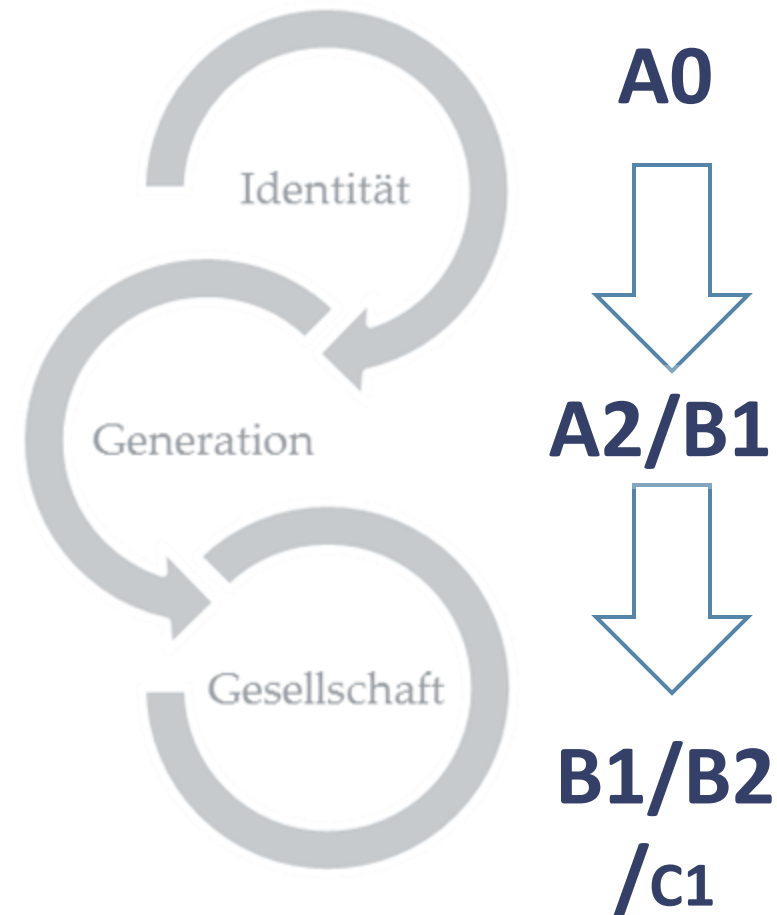 A0
Identität
A2/B1
Generation
Gesellschaft
B1/B2
/C1